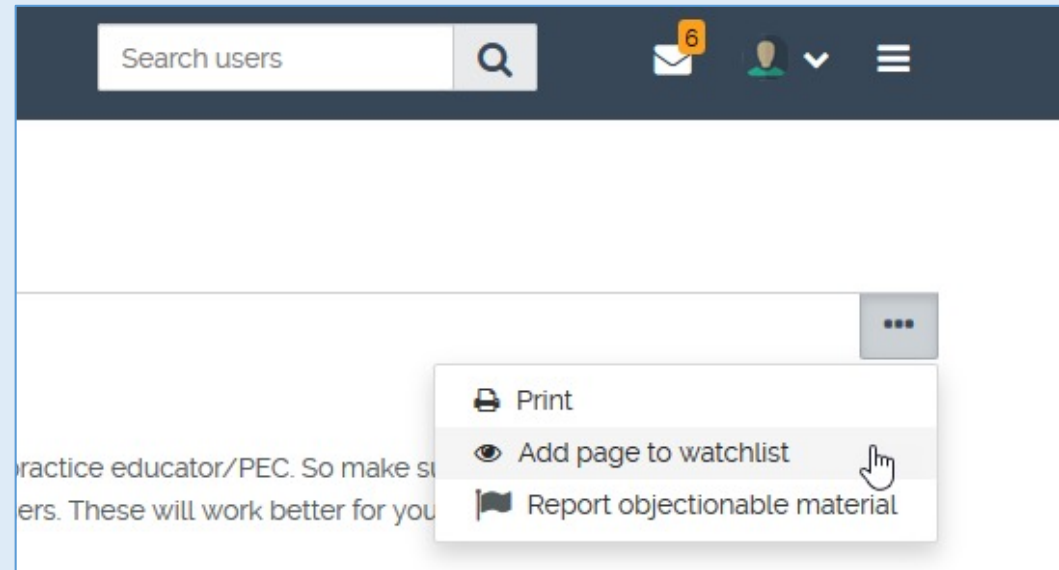 Search users
6
Print
practice educator/PEC. So make su
Add page to watchlist
ers. These will work better for you
Report objectionable material